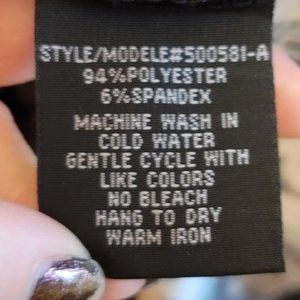 STYLE/MODELE#500581-A
94%POLYESTER
6%SPANDEX
MACHINE WASH IN
COLD WATER
GENTLE CYCLE WITH
LIKE COLORS
NO BLEACH
HANG TO DRY
WARM IRON